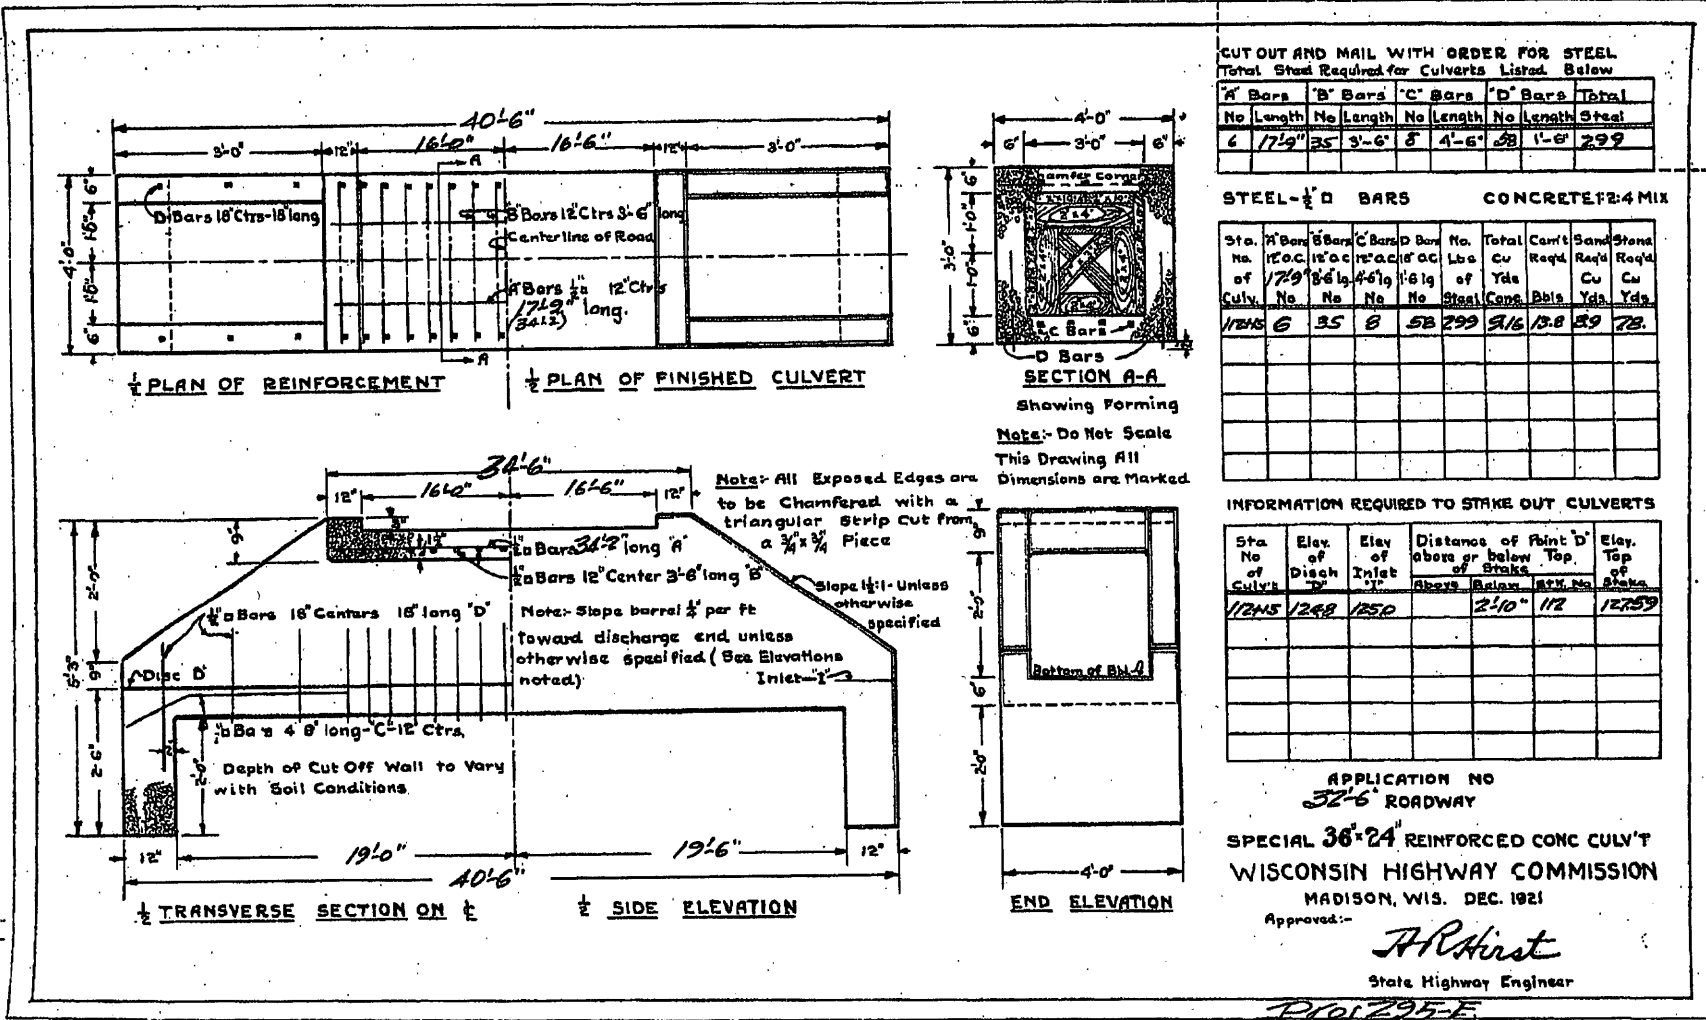 CUT OUT AND MAIL WITH ORDER FOR STEEL
Total Steel Required for Culverts Listed Below
"A" Bars "B" Bars "C" Bars "D" Bars Total
No Length No Length No Length No Length Steel
6 17'-9" 35 3'-6" 8 4'-6" 58 1'-6" 299
STEEL-½"□ BARS CONCRETE 1:2:4 MIX
Sta. "A" Bars "B" Bars "C" Bars D Bars No. Total Cem't Sand Stone
No. 12"O.C. 12"O.C. 12"O.C. 18"O.C. Lbs Cu Req'd Req'd Req'd
of 17'-9" 3'-6 lg. 4'-6 lg 1'-6 lg of Yds Cu Cu
Culv. No No No No Steel Conc. Bbls Yds. Yds
112+15 6 35 8 58 299 9.16 13.8 3.9 7.8
INFORMATION REQUIRED TO STAKE OUT CULVERTS
Sta Elev. Elev Distance of Point "D" Elev.
No of of above or below Top Top
of Disch Inlet of Stake of
Culv't "D" "I" Above Below Stk. No Stake
112+15 124.8 125.0 2'-10" 112 127.59
APPLICATION NO
32'-6" ROADWAY
SPECIAL 36"x24" REINFORCED CONC CULV'T
WISCONSIN HIGHWAY COMMISSION
MADISON, WIS. DEC. 1921
Approved:-
A R Hirst
State Highway Engineer
40'-6"
3'-0" 12" 16'-0" 16'-6" 12" 3'-0"
A
6"
1'-6"
4'-0"
1'-6"
6"
D Bars 18" Ctrs-18" long
"B" Bars 12" Ctrs 3'-6" long
Centerline of Road
"A" Bars ½"□ 12" Ctrs
17'-9" long.
(34'-2")
A
½ PLAN OF REINFORCEMENT
½ PLAN OF FINISHED CULVERT
4'-0"
6" 3'-0" 6"
6"
1'-0"
3'-0"
1'-0"
6"
Chamfer Corner
2"x4"
2"x4"
C Bars
D Bars
SECTION A-A
Showing Forming
Note:- Do Not Scale
This Drawing All
Dimensions are Marked
34'-6"
12" 16'-0" 16'-6" 12"
9"
2'-0"
5'-3"
9"
2'-6"
½"□ Bars 34'-2" long "A"
½"□ Bars 12" Center 3'-6" long "B"
½"□ Bars 18" Centers 18" long "D"
Disc D
½"□ Bars 4'6" long-"C"-12" Ctrs.
2"
2'-0"
Depth of Cut Off Wall to Vary
with Soil Conditions
Note:- All Exposed Edges are
to be Chamfered with a
triangular Strip Cut from
a ¾"x¾" Piece
Slope 1½:1-Unless
otherwise
specified
Note:- Slope barrel ¼" per ft
toward discharge end unless
otherwise specified (See Elevations
noted)
Inlet-"I"
12" 19'-0" 19'-6" 12"
40'-6"
½ TRANSVERSE SECTION ON ℄
½ SIDE ELEVATION
9"
2'-0"
6"
2'-0"
Bottom of Bbl.
4'-0"
END ELEVATION
295-E